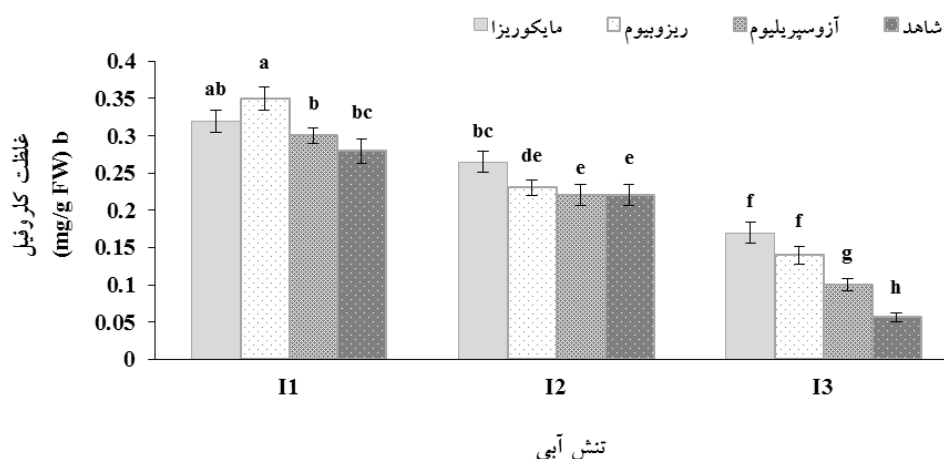 شاهد آزوسپریلیوم ریزوبیوم مایکوریزا
غلظت کلروفیل
(mg/g FW) b
0.4
0.35
0.3
0.25
0.2
0.15
0.1
0.05
0
ab a b bc
bc de e e
f f g h
I1 I2 I3
تنش آبی